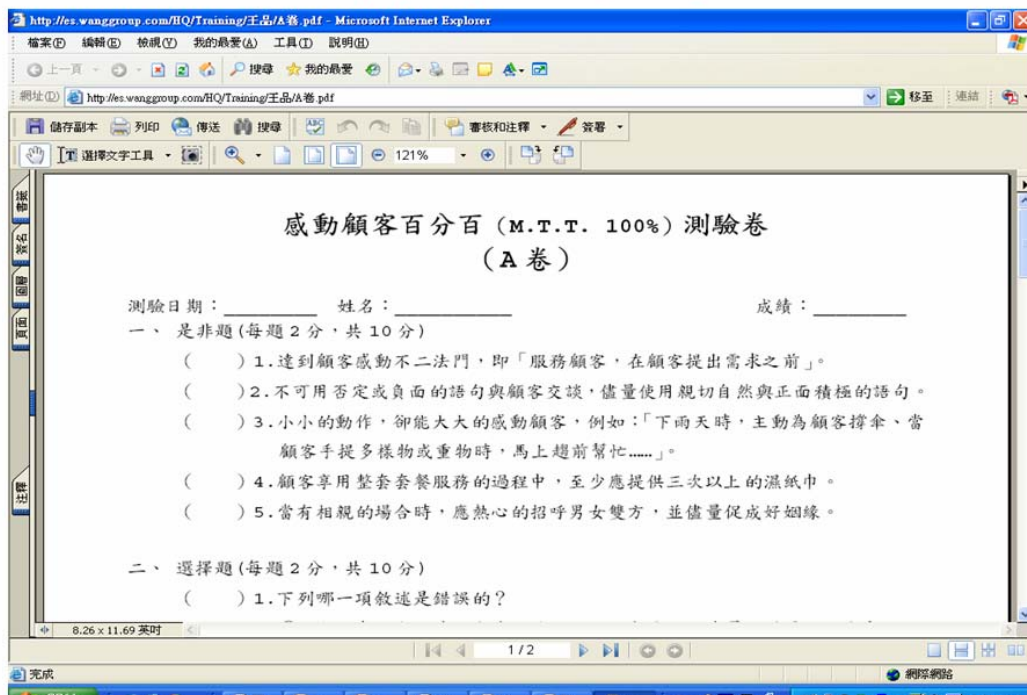 http://es.wanggroup.com/HQ/Training/王品/A卷.pdf - Microsoft Internet Explorer
檔案(F) 編輯(E) 檢視(V) 我的最愛(A) 工具(T) 說明(H)
上一頁 搜尋 我的最愛
網址(D) http://es.wanggroup.com/HQ/Training/王品/A卷.pdf 移至 連結
儲存副本 列印 傳送 搜尋 審核和注釋 簽署
選擇文字工具 121%
書籤
簽名
圖層
頁面
注釋
感動顧客百分百(M.T.T. 100%)測驗卷
(A 卷)
測驗日期：________ 姓名：__________ 成績：________
一、 是非題(每題2分，共10分)
( )1.達到顧客感動不二法門，即「服務顧客，在顧客提出需求之前」。
( )2.不可用否定或負面的語句與顧客交談，儘量使用親切自然與正面積極的語句。
( )3.小小的動作，卻能大大的感動顧客，例如：「下雨天時，主動為顧客撐傘、當
顧客手提多樣物或重物時，馬上趨前幫忙……」。
( )4.顧客享用整套套餐服務的過程中，至少應提供三次以上的濕紙巾。
( )5.當有相親的場合時，應熱心的招呼男女雙方，並儘量促成好姻緣。
二、 選擇題(每題2分，共10分)
( )1.下列哪一項敘述是錯誤的？
8.26 x 11.69 英吋
1/2
完成 網際網路